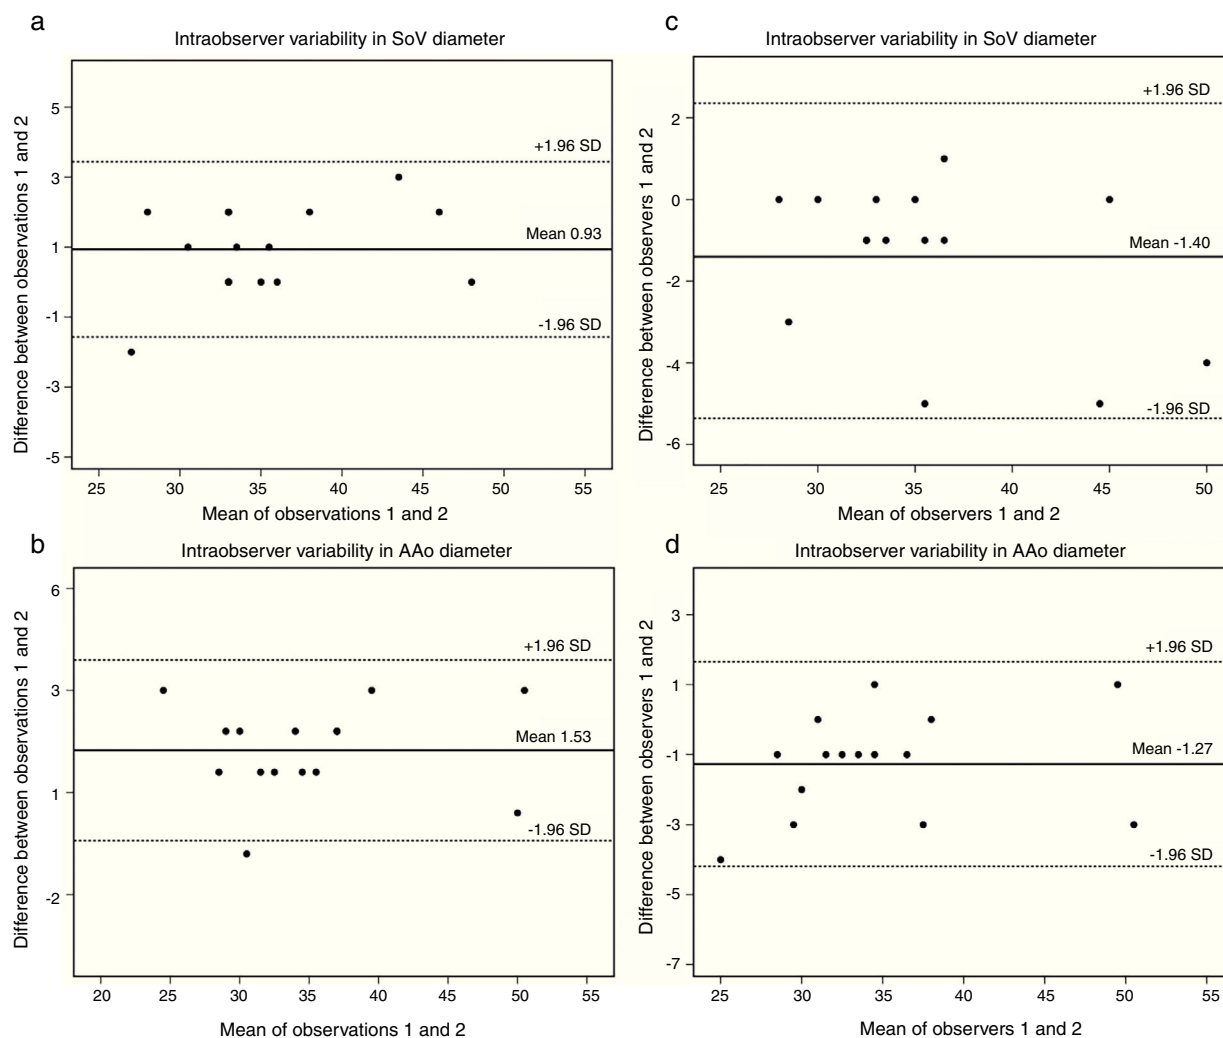 a
Intraobserver variability in SoV diameter
Difference between observations 1 and 2
5
3
1
-1
-3
-5
+1.96 SD
Mean 0.93
-1.96 SD
25 30 35 40 45 50 55
Mean of observations 1 and 2
b
Intraobserver variability in AAo diameter
Difference between observations 1 and 2
6
3
1
-2
+1.96 SD
Mean 1.53
-1.96 SD
20 25 30 35 40 45 50 55
Mean of observations 1 and 2
c
Intraobserver variability in SoV diameter
Difference between observers 1 and 2
2
0
-2
-4
-6
+1.96 SD
Mean -1.40
-1.96 SD
25 30 35 40 45 50
Mean of observers 1 and 2
d
Intraobserver variability in AAo diameter
Difference between observers 1 and 2
3
1
-1
-3
-5
-7
+1.96 SD
Mean -1.27
-1.96 SD
25 30 35 40 45 50 55
Mean of observers 1 and 2